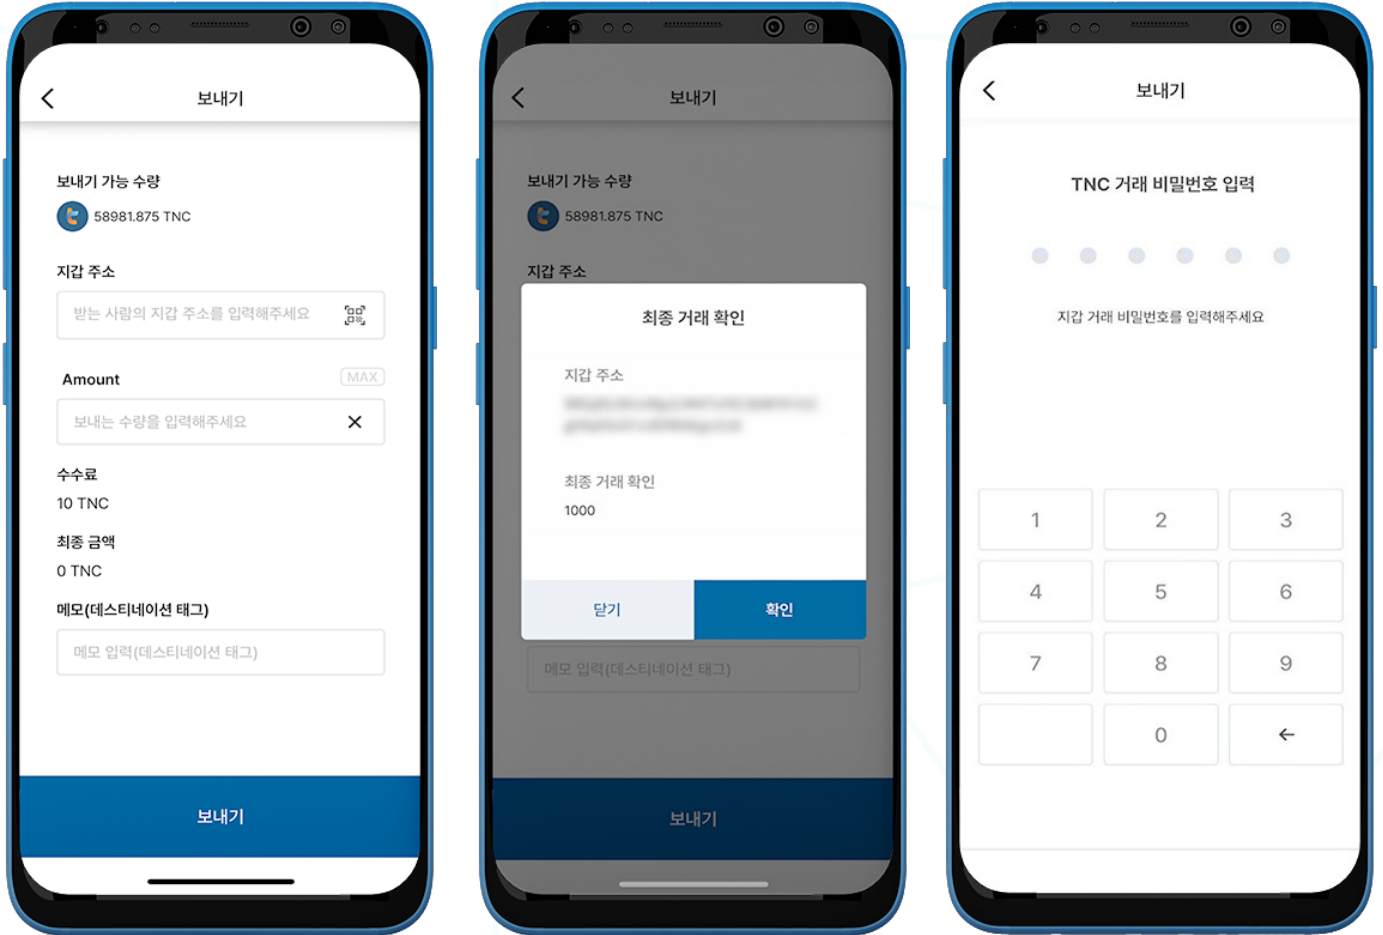 보내기
보내기 가능 수량
58981.875 TNC
지갑 주소
받는 사람의 지갑 주소를 입력해주세요
Amount
MAX
보내는 수량을 입력해주세요
수수료
10 TNC
최종 금액
0 TNC
메모(데스티네이션 태그)
메모 입력(데스티네이션 태그)
보내기
보내기
보내기 가능 수량
58981.875 TNC
지갑 주소
최종 거래 확인
지갑 주소
최종 거래 확인
1000
닫기
확인
메모 입력(데스티네이션 태그)
보내기
보내기
TNC 거래 비밀번호 입력
지갑 거래 비밀번호를 입력해주세요
1 2 3
4 5 6
7 8 9
0